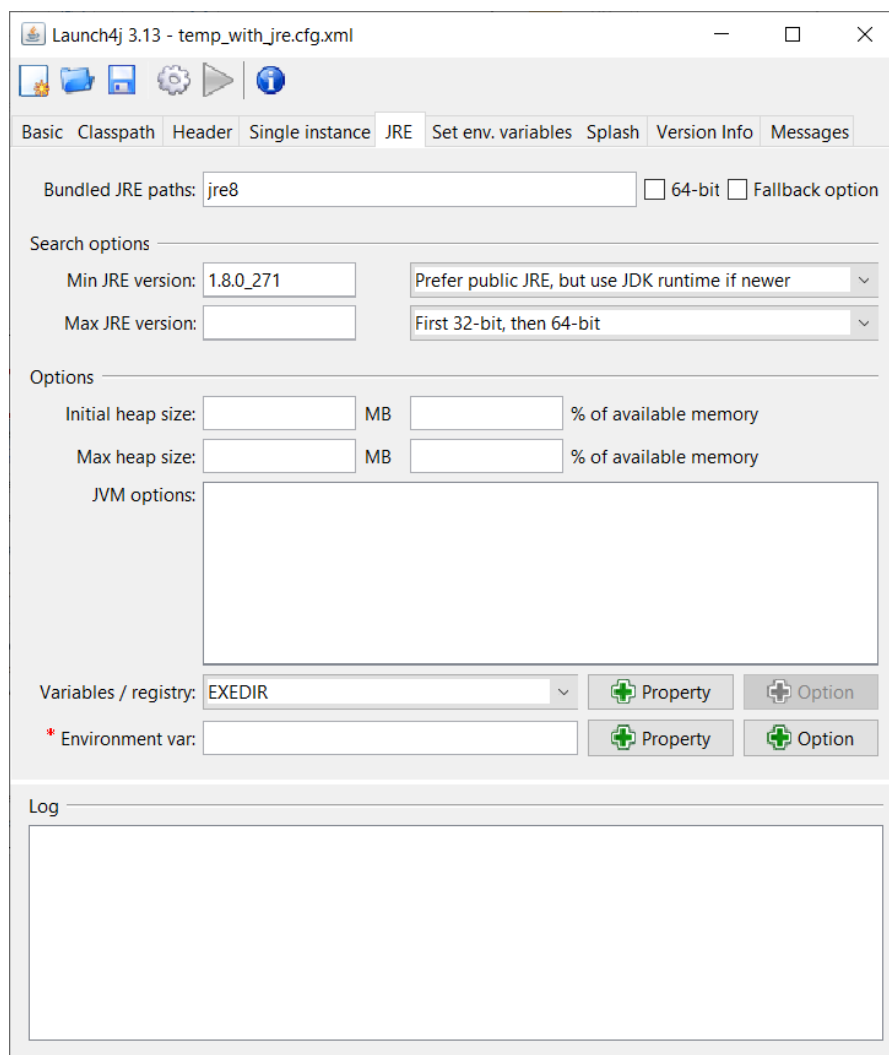 Launch4j 3.13 - temp_with_jre.cfg.xml
Basic Classpath Header Single instance JRE Set env. variables Splash Version Info Messages
Bundled JRE paths: jre8 64-bit Fallback option
Search options
Min JRE version: 1.8.0_271 Prefer public JRE, but use JDK runtime if newer
Max JRE version: First 32-bit, then 64-bit
Options
Initial heap size: MB % of available memory
Max heap size: MB % of available memory
JVM options:
Variables / registry: EXEDIR Property Option
* Environment var: Property Option
Log